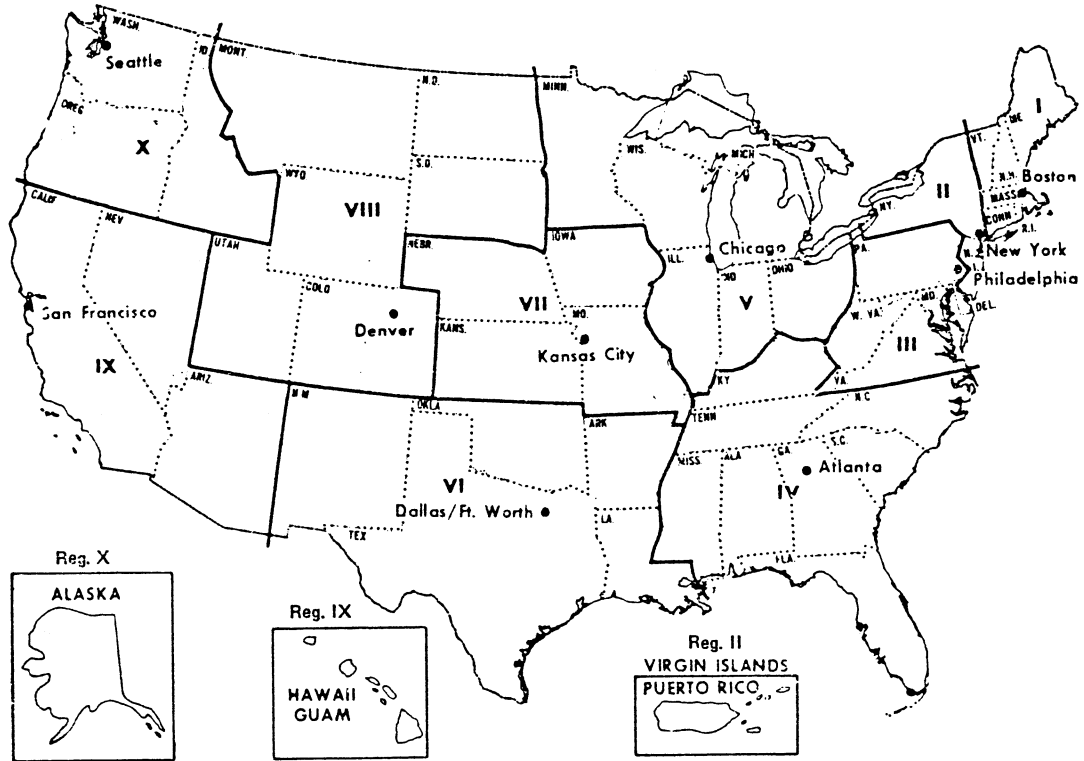 WASH.
Seattle
ID
MONT.
N.D.
MINN.
OREG
X
S.D.
WIS.
MICH
VT.
ME
I
N.H.
Boston
MASS
CONN
R.I.
WYO
VIII
N.Y.
II
CALIF
NEV
UTAH
NEBR
IOWA
ILL.
Chicago
IND
OHIO
PA.
New York
N.J.
Philadelphia
COLO
Denver
KANS.
VII
MO.
Kansas City
V
W. VA.
MD.
DEL.
III
San Francisco
IX
ARIZ.
N.M.
OKLA
ARK
KY
VA.
N.C.
TENN
MISS.
ALA
GA
S.C.
Atlanta
IV
VI
Dallas/Ft. Worth
LA.
TEX
FLA.
Reg. X
ALASKA
Reg. IX
HAWAII
GUAM
Reg. II
VIRGIN ISLANDS
PUERTO RICO